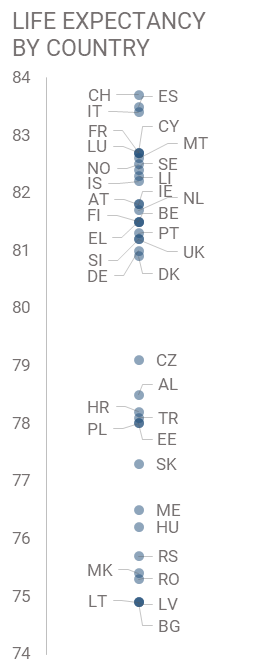 LIFE EXPECTANCY
BY COUNTRY
84
CH
ES
IT
83
FR
CY
LU
MT
NO
SE
IS
LI
82
IE
AT
NL
FI
BE
PT
EL
81
UK
SI
DE
DK
80
79
CZ
AL
HR
TR
78
PL
EE
SK
77
ME
HU
76
RS
MK
RO
75
LT
LV
BG
74